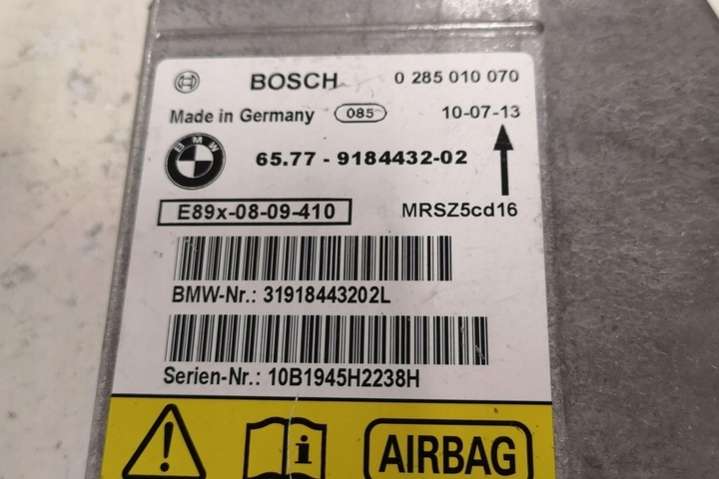 BOSCH 0 285 010 070
Made in Germany 085 10-07-13
BMW 65.77 - 9184432-02
E89x-08-09-410 MRSZ5cd16
BMW-Nr.: 31918443202L
Serien-Nr.: 10B1945H2238H
! i AIRBAG